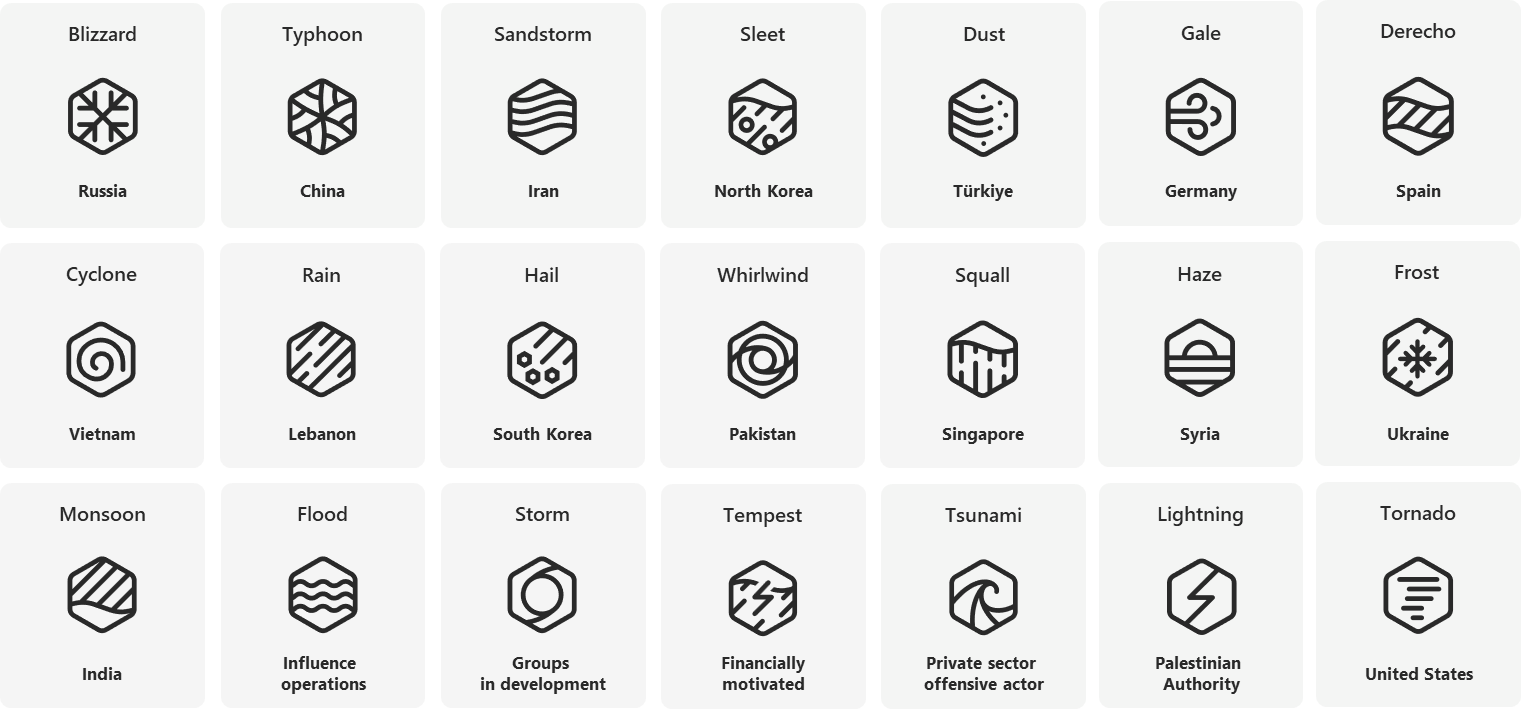 Blizzard
Russia
Typhoon
China
Sandstorm
Iran
Sleet
North Korea
Dust
Türkiye
Gale
Germany
Derecho
Spain
Cyclone
Vietnam
Rain
Lebanon
Hail
South Korea
Whirlwind
Pakistan
Squall
Singapore
Haze
Syria
Frost
Ukraine
Monsoon
India
Flood
Influence
operations
Storm
Groups
in development
Tempest
Financially
motivated
Tsunami
Private sector
offensive actor
Lightning
Palestinian
Authority
Tornado
United States